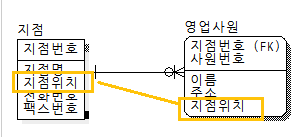 지점
지점번호
지점명
지점위치
전화번호
팩스번호
영업사원
지점번호 (FK)
사원번호
이름
주소
지점위치